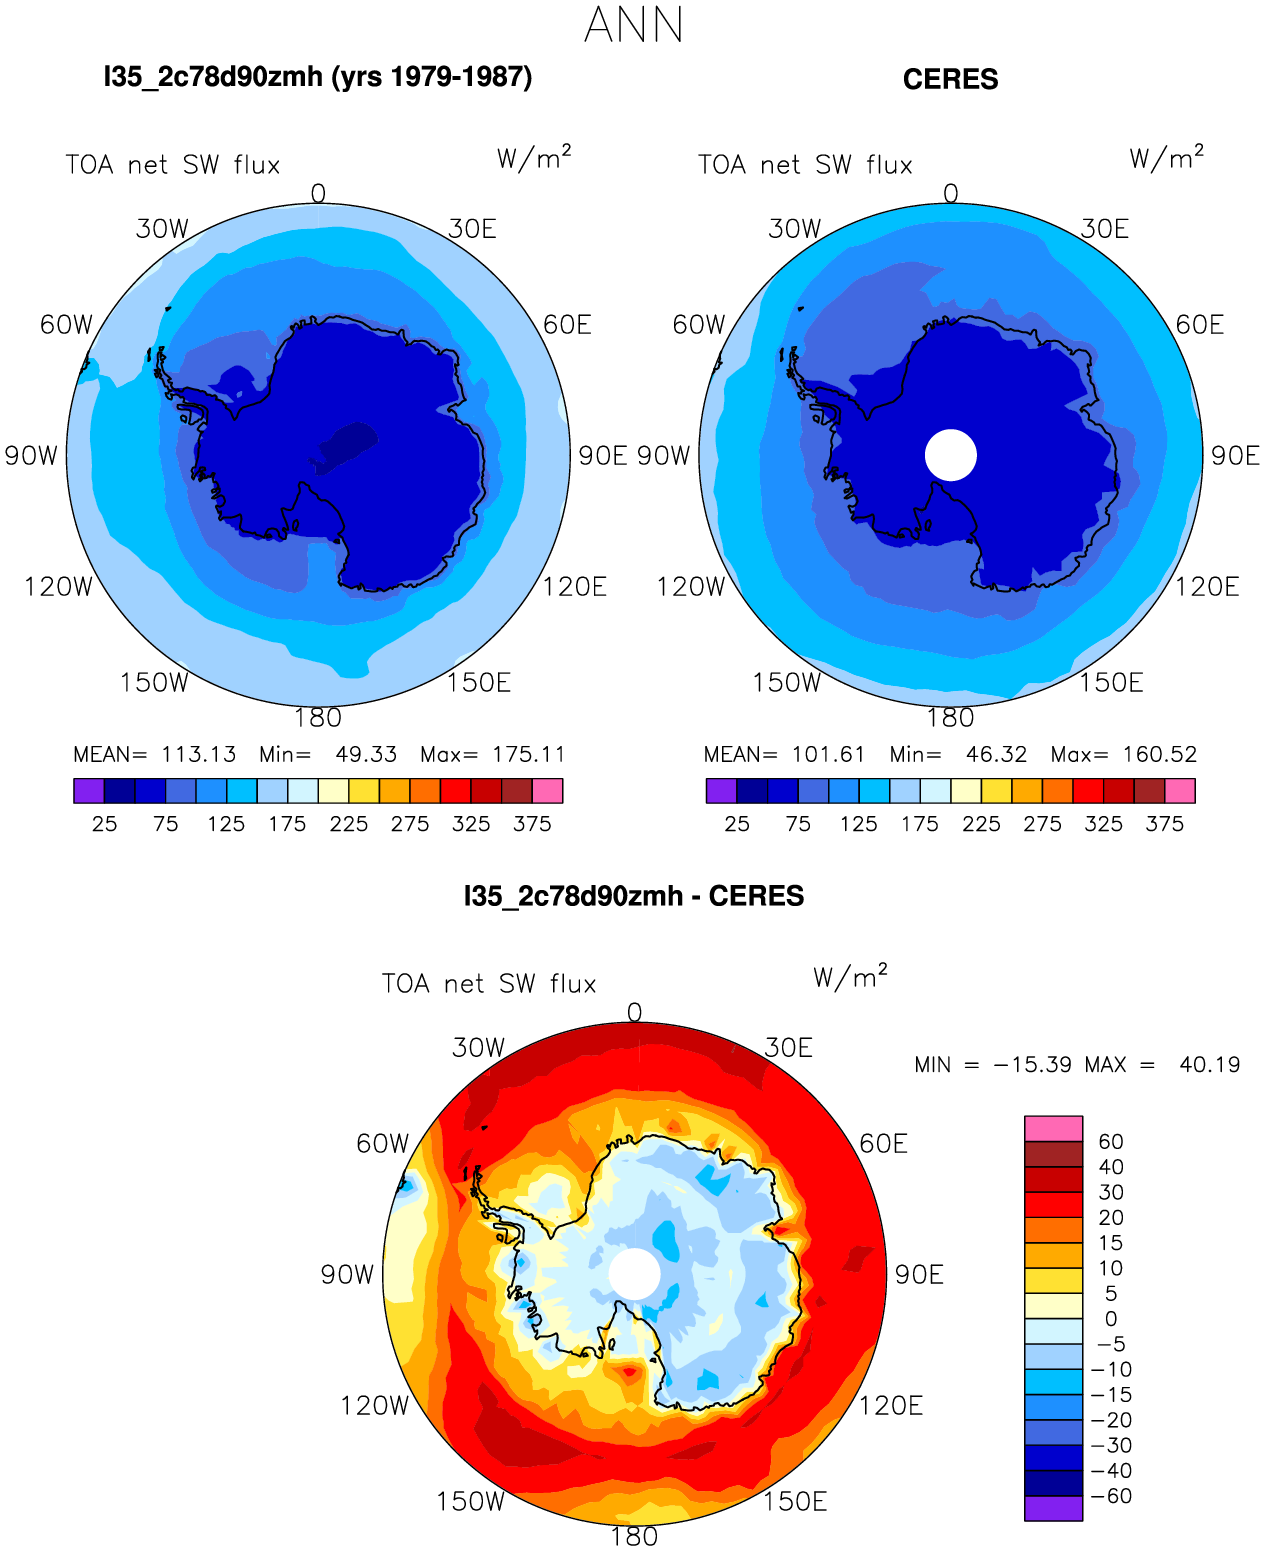 ANN
l35_2c78d90zmh (yrs 1979-1987)
CERES
TOA net SW flux W/m²
TOA net SW flux W/m²
0
30W 30E
60W 60E
90W 90E
120W 120E
150W 150E
180
0
30W 30E
60W 60E
90W 90E
120W 120E
150W 150E
180
MEAN= 113.13 Min= 49.33 Max= 175.11
25 75 125 175 225 275 325 375
MEAN= 101.61 Min= 46.32 Max= 160.52
25 75 125 175 225 275 325 375
l35_2c78d90zmh - CERES
TOA net SW flux W/m²
0
30W 30E
60W 60E
90W 90E
120W 120E
150W 150E
180
MIN = -15.39 MAX = 40.19
60
40
30
20
15
10
5
0
-5
-10
-15
-20
-30
-40
-60